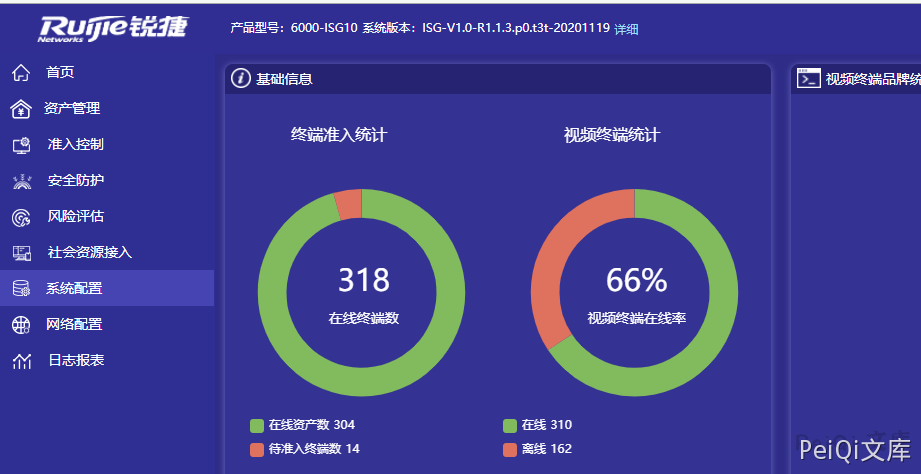 Ruijie锐捷
Networks
产品型号：6000-ISG10 系统版本：ISG-V1.0-R1.1.3.p0.t3t-20201119 详细
首页
资产管理
准入控制
安全防护
风险评估
社会资源接入
系统配置
网络配置
日志报表
基础信息
终端准入统计
318
在线终端数
在线资产数 304
待准入终端数 14
视频终端统计
66%
视频终端在线率
在线 310
离线 162
视频终端品牌统
PeiQi文库